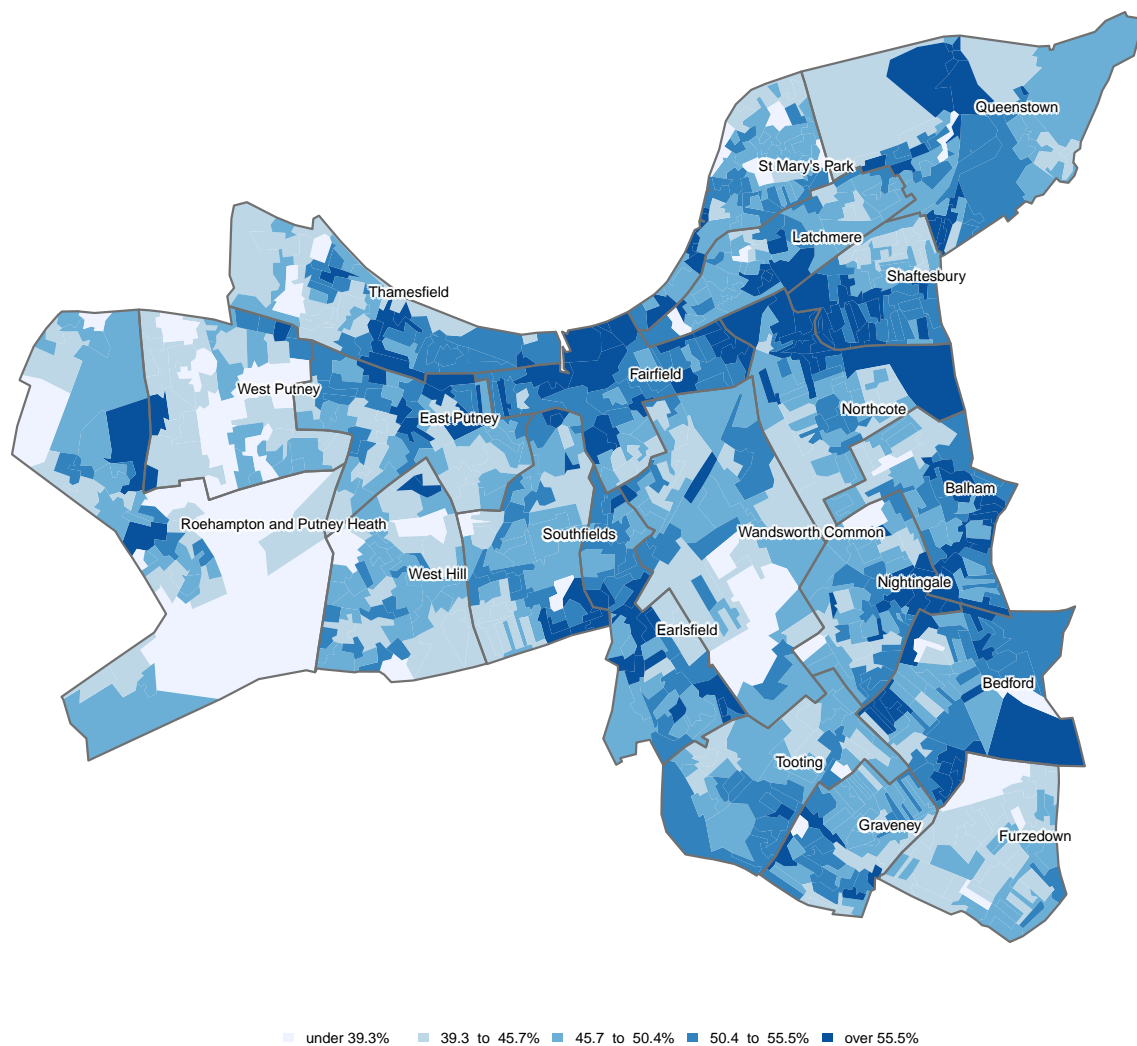 Queenstown
St Mary's Park
Latchmere
Shaftesbury
Thamesfield
Fairfield
West Putney
Northcote
East Putney
Balham
Roehampton and Putney Heath
Southfields
Wandsworth Common
West Hill
Nightingale
Earlsfield
Bedford
Tooting
Graveney
Furzedown
under 39.3% 39.3 to 45.7% 45.7 to 50.4% 50.4 to 55.5% over 55.5%